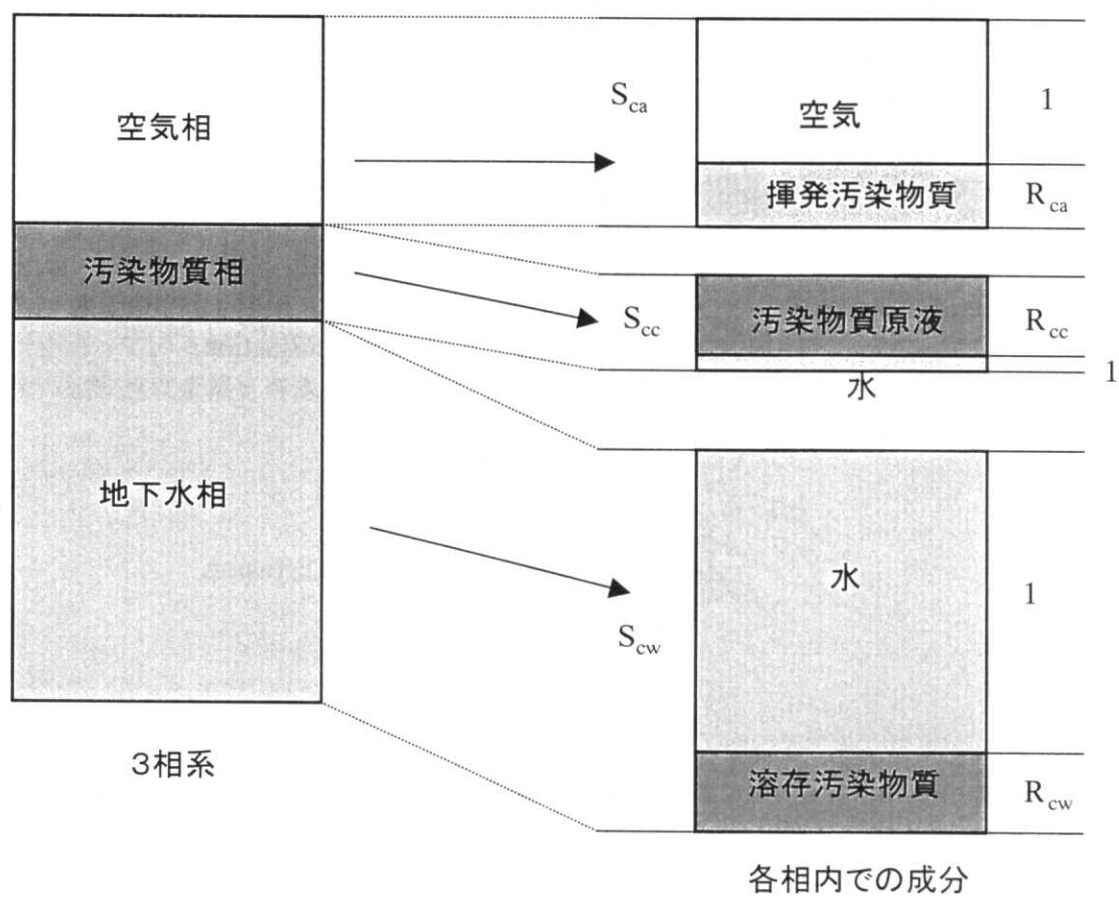 空気相
汚染物質相
地下水相
3相系
S_ca
空気
1
揮発汚染物質
R_ca
S_cc
汚染物質原液
R_cc
1
水
S_cw
水
1
溶存汚染物質
R_cw
各相内での成分